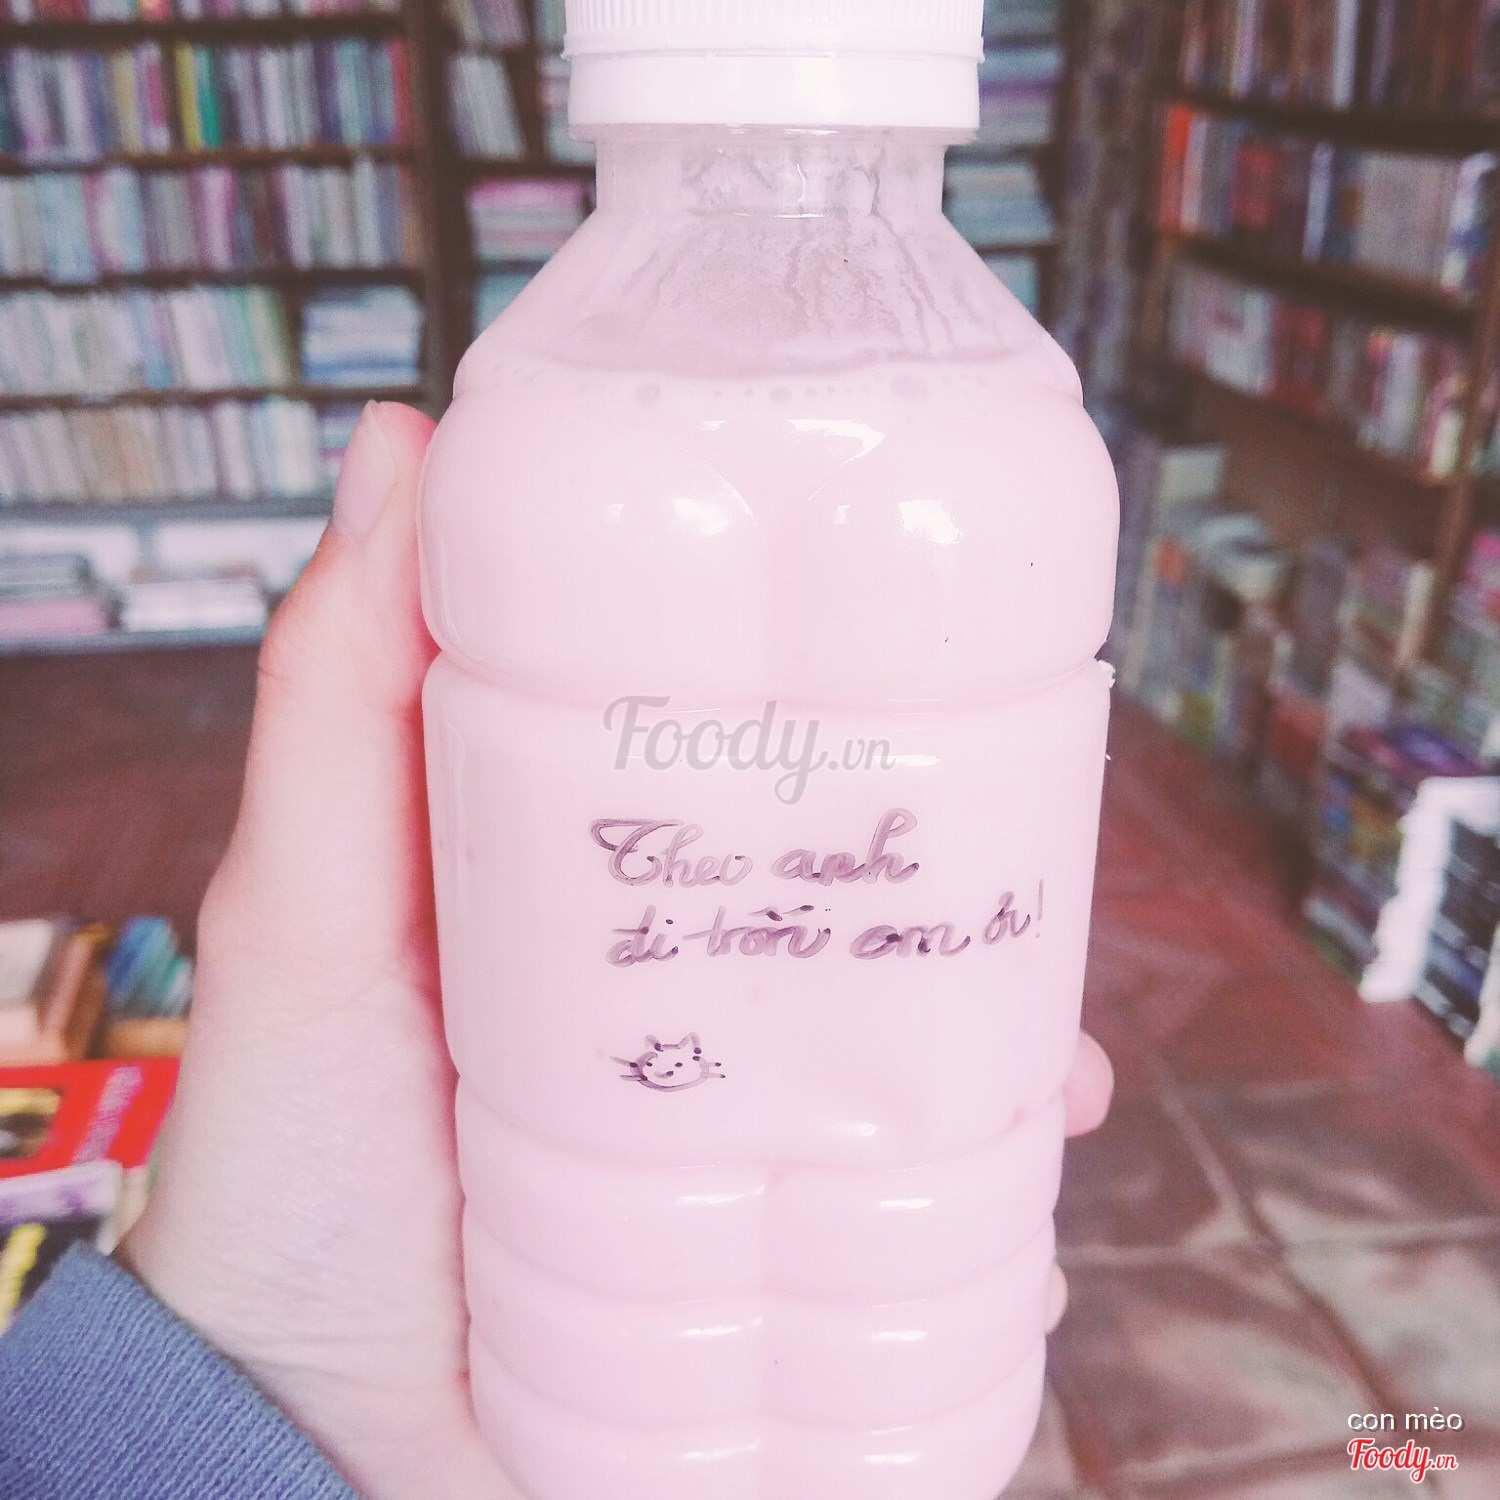 Foody.vn
Theo anh
đi trốn em ơi!
con mèo
Foody.vn